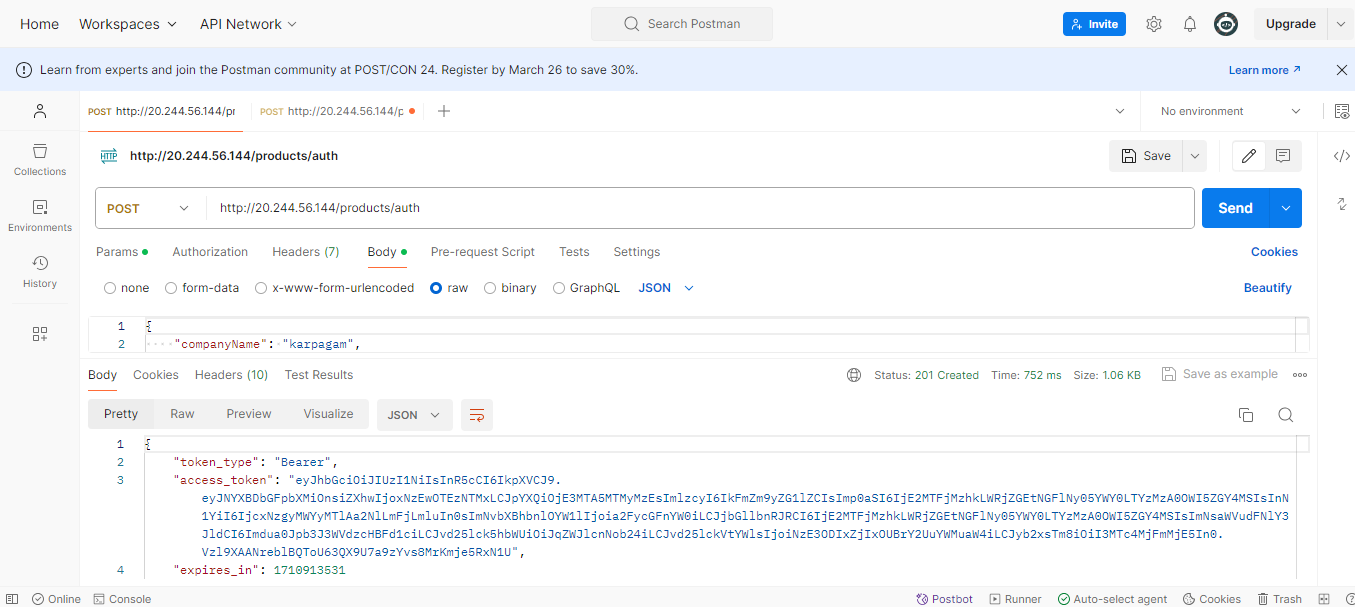 Home Workspaces API Network Search Postman Invite Upgrade
Learn from experts and join the Postman community at POST/CON 24. Register by March 26 to save 30%. Learn more
POST http://20.244.56.144/pr POST http://20.244.56.144/p No environment
HTTP http://20.244.56.144/products/auth Save
Collections
POST http://20.244.56.144/products/auth Send
Environments
Params Authorization Headers (7) Body Pre-request Script Tests Settings Cookies
History
none form-data x-www-form-urlencoded raw binary GraphQL JSON Beautify
1 {
2 "companyName": "karpagam",
Body Cookies Headers (10) Test Results Status: 201 Created Time: 752 ms Size: 1.06 KB Save as example
Pretty Raw Preview Visualize JSON
1 {
2 "token_type": "Bearer",
3 "access_token": "eyJhbGciOiJIUzI1NiIsInR5cCI6IkpXVCJ9.
4 "expires_in": 1710913531
Online Console Postbot Runner Auto-select agent Cookies Trash